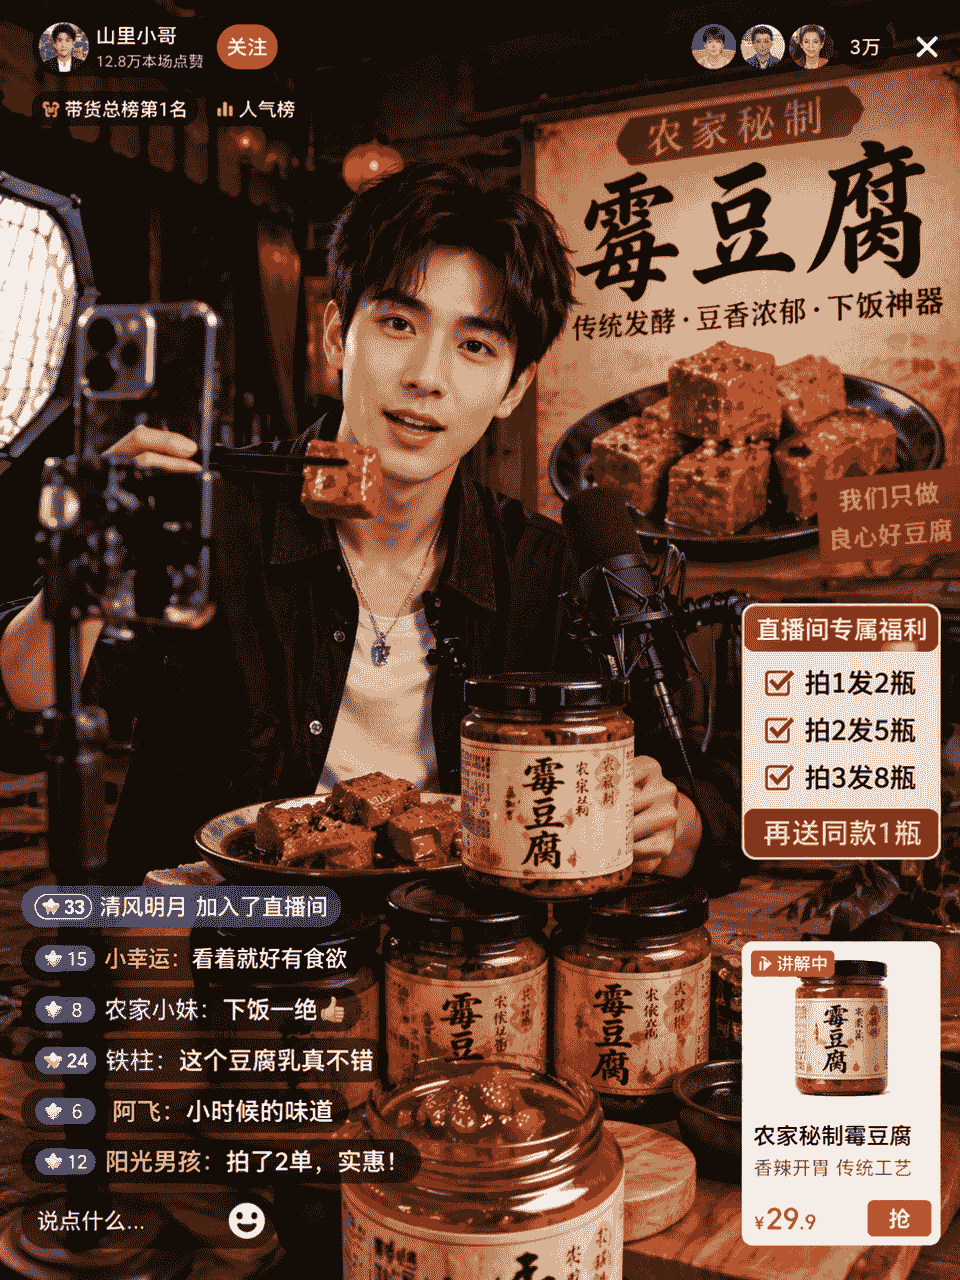 山里小哥
12.8万本场点赞
关注
3万
带货总榜第1名
人气榜
农家秘制
霉豆腐
传统发酵·豆香浓郁·下饭神器
我们只做
良心好豆腐
直播间专属福利
拍1发2瓶
拍2发5瓶
拍3发8瓶
再送同款1瓶
霉豆腐
霉豆
霉豆腐
33 清风明月 加入了直播间
15 小幸运：看着就好有食欲
8 农家小妹：下饭一绝👍
24 铁柱：这个豆腐乳真不错
6 阿飞：小时候的味道
12 阳光男孩：拍了2单，实惠！
说点什么...
讲解中
霉豆腐
农家秘制霉豆腐
香辣开胃 传统工艺
¥29.9
抢